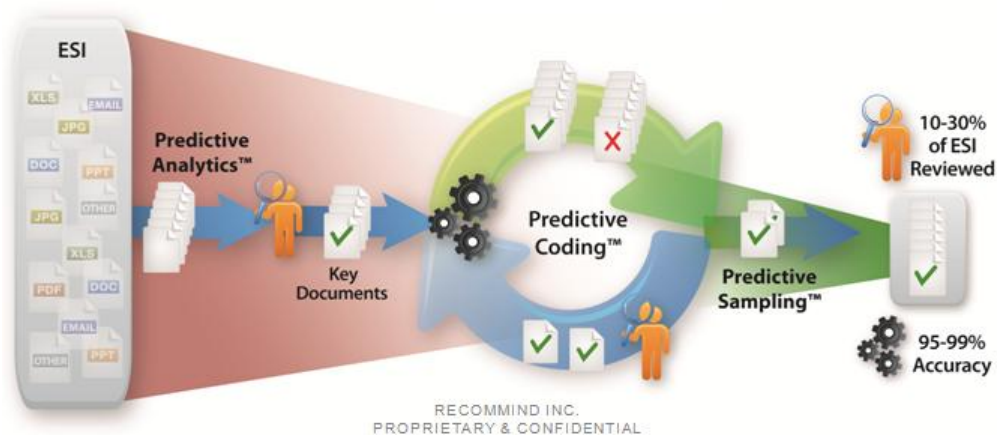 ESI
XLS
EMAIL
JPG
DOC
PPT
JPG
OTHER
XLS
PDF
DOC
EMAIL
OTHER
PPT
Predictive
Analytics™
Key
Documents
Predictive
Coding™
Predictive
Sampling™
10-30%
of ESI
Reviewed
95-99%
Accuracy
RECOMMIND INC.
PROPRIETARY & CONFIDENTIAL